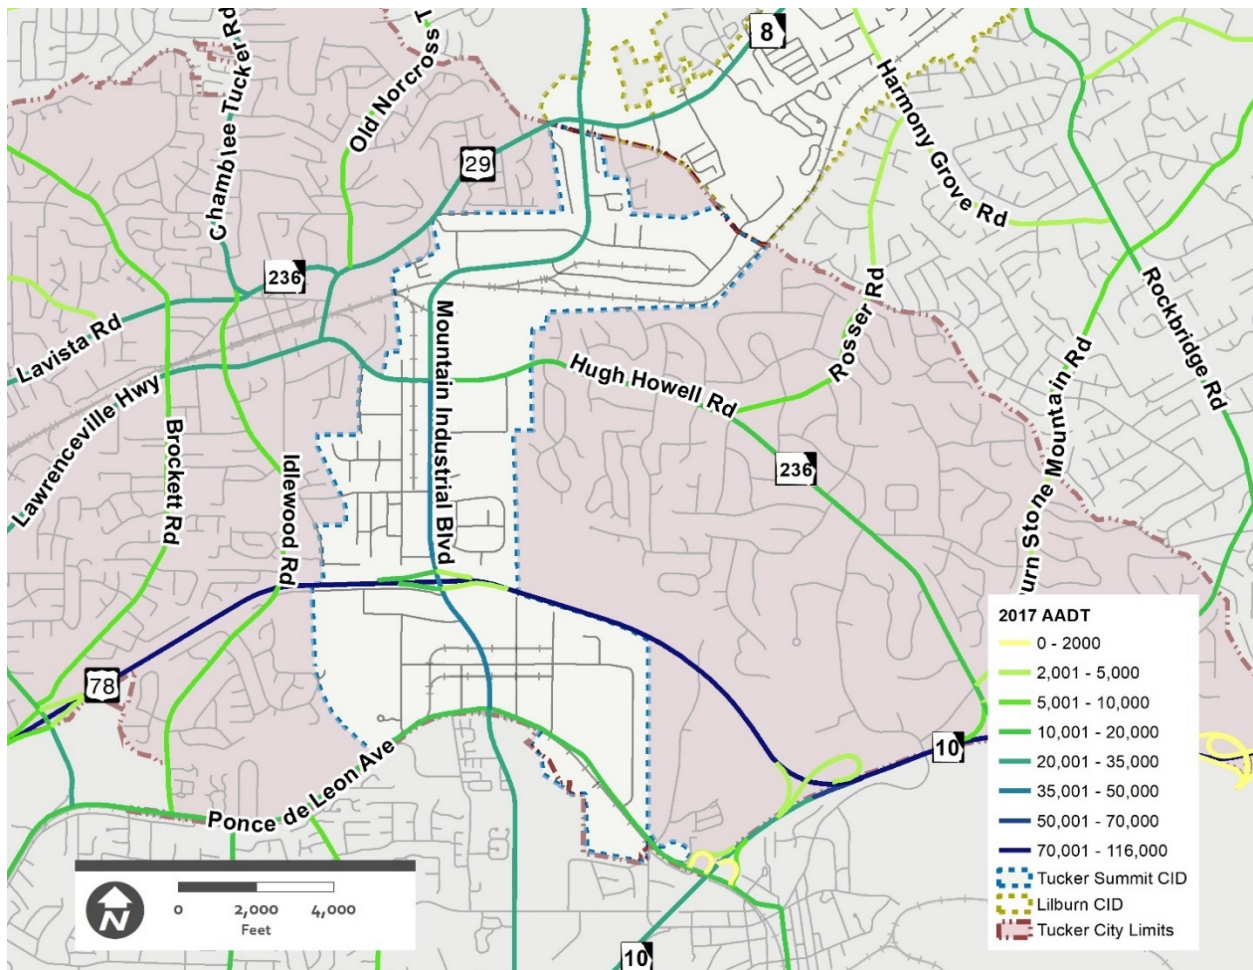 8
Chamblee Tucker Rd
Old Norcross T
Harmony Grove Rd
29
236
Rosser Rd
Rockbridge Rd
Lavista Rd
Mountain Industrial Blvd
Hugh Howell Rd
Lawrenceville Hwy
Brockett Rd
Idlewood Rd
236
urn Stone Mountain Rd
78
10
Ponce de Leon Ave
10
2017 AADT
0 - 2000
2,001 - 5,000
5,001 - 10,000
10,001 - 20,000
20,001 - 35,000
35,001 - 50,000
50,001 - 70,000
70,001 - 116,000
Tucker Summit CID
Lilburn CID
Tucker City Limits
N
0 2,000 4,000
Feet